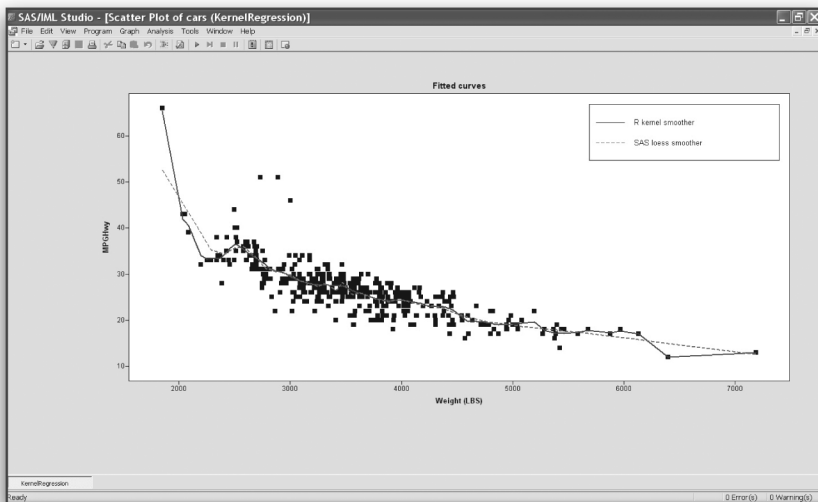 SAS/IML Studio - [Scatter Plot of cars (KernelRegression)]
File Edit View Program Graph Analysis Tools Window Help
Fitted curves
R kernel smoother
SAS loess smoother
MPGHwy
60
50
40
30
20
10
2000 3000 4000 5000 6000 7000
Weight (LBS)
KernelRegression
Ready 0 Error(s) 0 Warning(s)